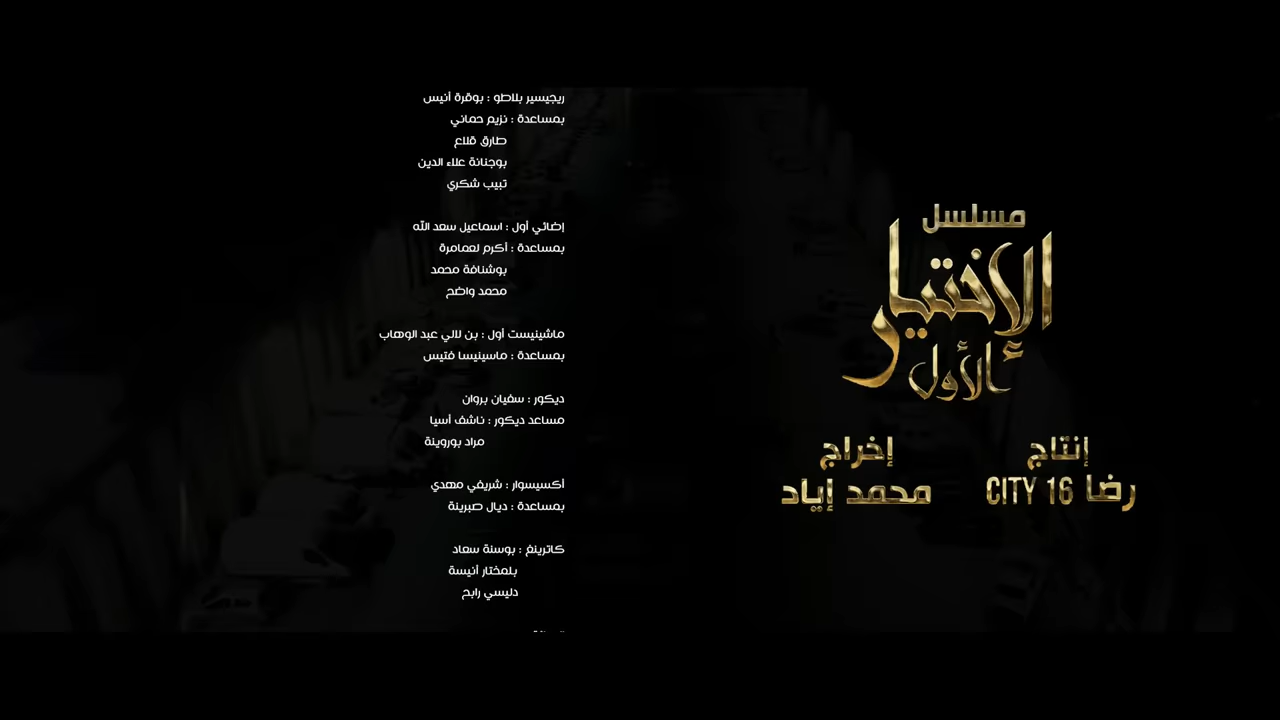 ريجيسير بلاطو : بوقرة أنيس
بمساعدة : نزيم حماني
طارق قلاع
بوجنانة علاء الدين
تبيب شكري
إضائي أول : اسماعيل سعد الله
بمساعدة : أكرم لعمامرة
بوشنافة محمد
محمد واضح
ماشينيست أول : بن لالي عبد الوهاب
بمساعدة : ماسينيسا فتيس
ديكور : سفيان بروان
مساعد ديكور : ناشف أسيا
مراد بوروينة
أكسيسوار : شريفي مهدي
بمساعدة : ديال صبرينة
كاترينغ : بوسنة سعاد
بلمختار أنيسة
دليسي رابح
مسلسل
الإختيار
الأول
إنتاج
رضا CITY 16
إخراج
محمد إياد